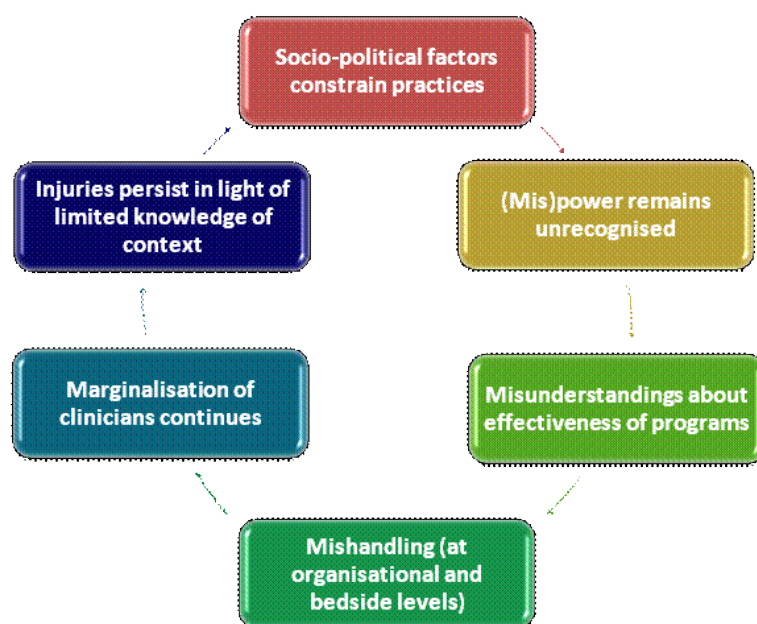 Socio-political factors
constrain practices
(Mis)power remains
unrecognised
Misunderstandings about
effectiveness of programs
Mishandling (at
organisational and
bedside levels)
Marginalisation of
clinicians continues
Injuries persist in light of
limited knowledge of
context